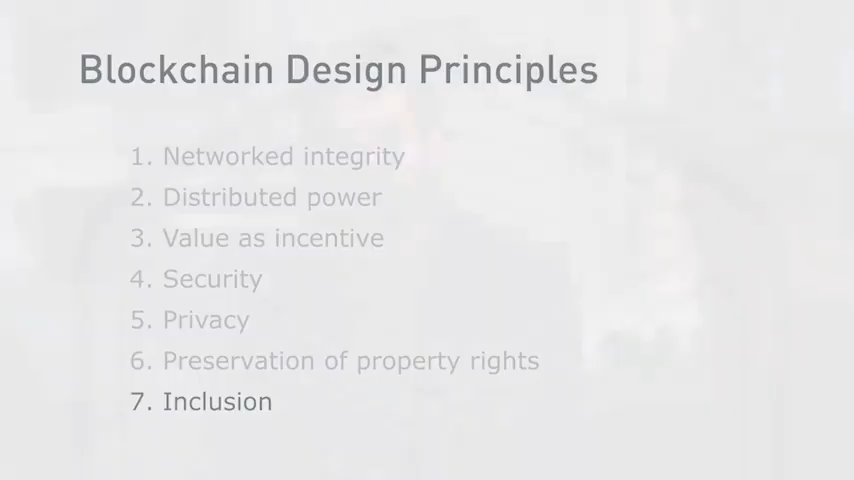 Blockchain Design Principles
1. Networked integrity
2. Distributed power
3. Value as incentive
4. Security
5. Privacy
6. Preservation of property rights
7. Inclusion